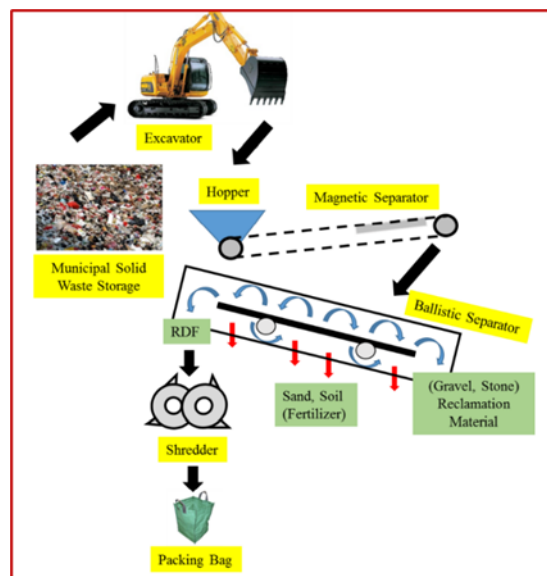 Excavator
Hopper
Magnetic Separator
Municipal Solid
Waste Storage
Ballistic Separator
RDF
Sand, Soil
(Fertilizer)
(Gravel, Stone)
Reclamation
Material
Shredder
Packing Bag